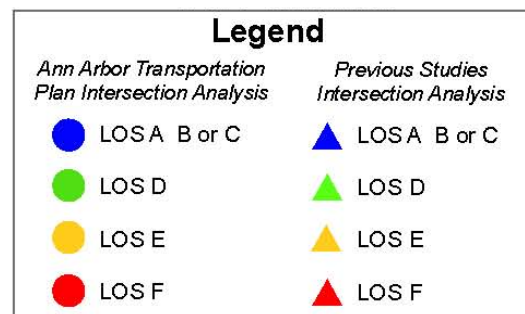 Legend
Ann Arbor Transportation
Plan Intersection Analysis
LOS A B or C
LOS D
LOS E
LOS F
Previous Studies
Intersection Analysis
LOS A B or C
LOS D
LOS E
LOS F